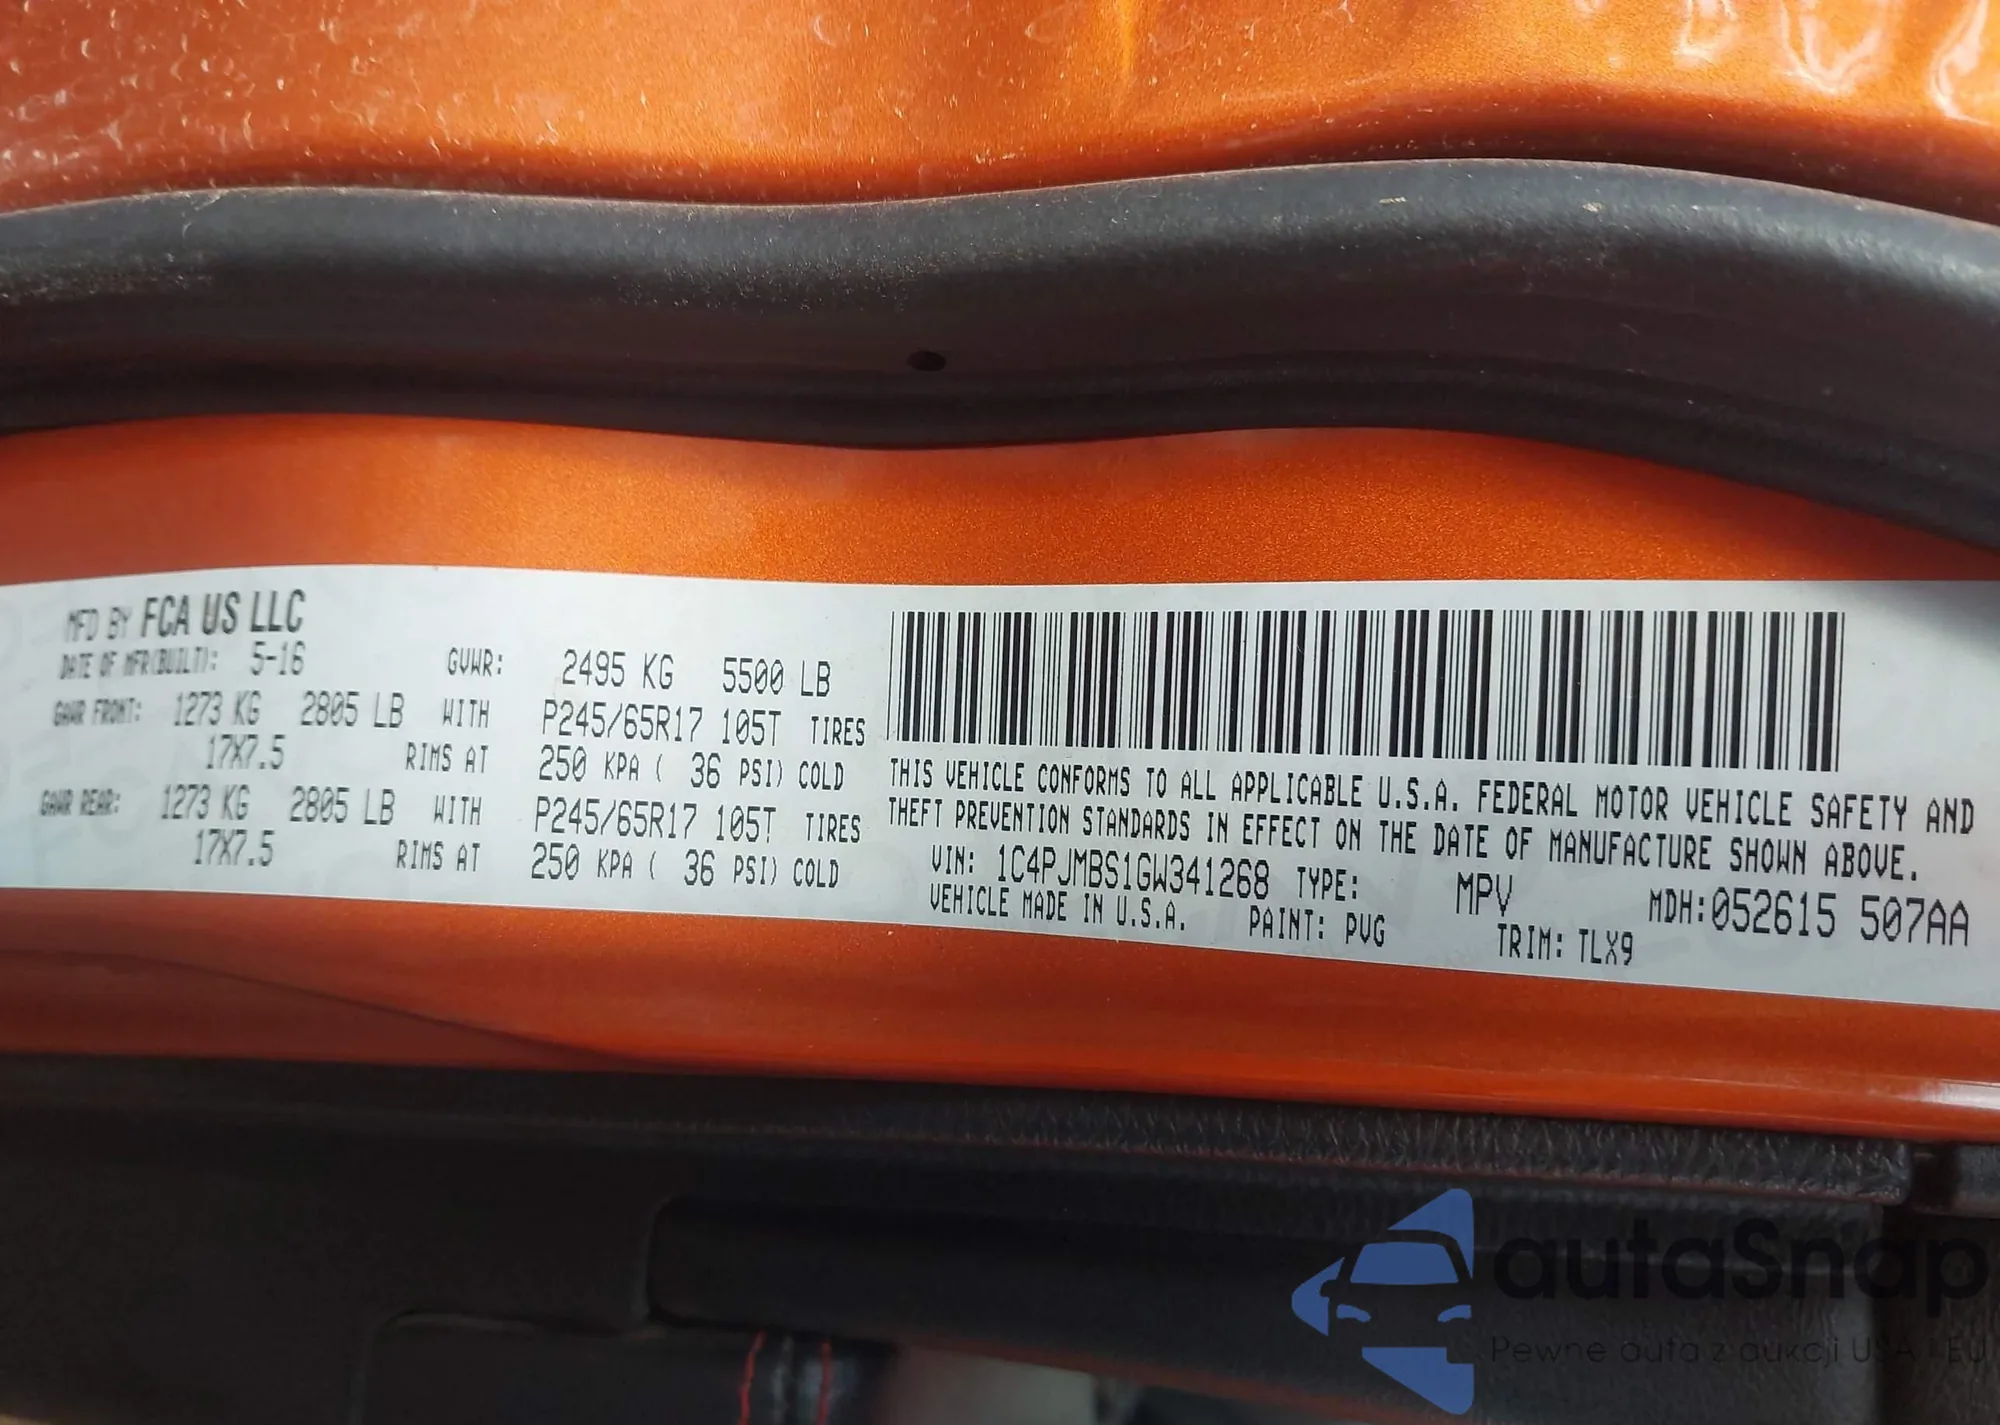 MFD BY FCA US LLC
DATE OF MFR(BUILT): 5-16 GVWR: 2495 KG 5500 LB
GAWR FRONT: 1273 KG 2805 LB WITH P245/65R17 105T TIRES
17X7.5 RIMS AT 250 KPA ( 36 PSI) COLD
GAWR REAR: 1273 KG 2805 LB WITH P245/65R17 105T TIRES
17X7.5 RIMS AT 250 KPA ( 36 PSI) COLD
THIS VEHICLE CONFORMS TO ALL APPLICABLE U.S.A. FEDERAL MOTOR VEHICLE SAFETY AND
THEFT PREVENTION STANDARDS IN EFFECT ON THE DATE OF MANUFACTURE SHOWN ABOVE.
VIN: 1C4PJMBS1GW341268 TYPE: MPV MDH:052615 507AA
VEHICLE MADE IN U.S.A. PAINT: PVG TRIM: TLX9
autaSnap
Pewne auta z aukcji USA i EU